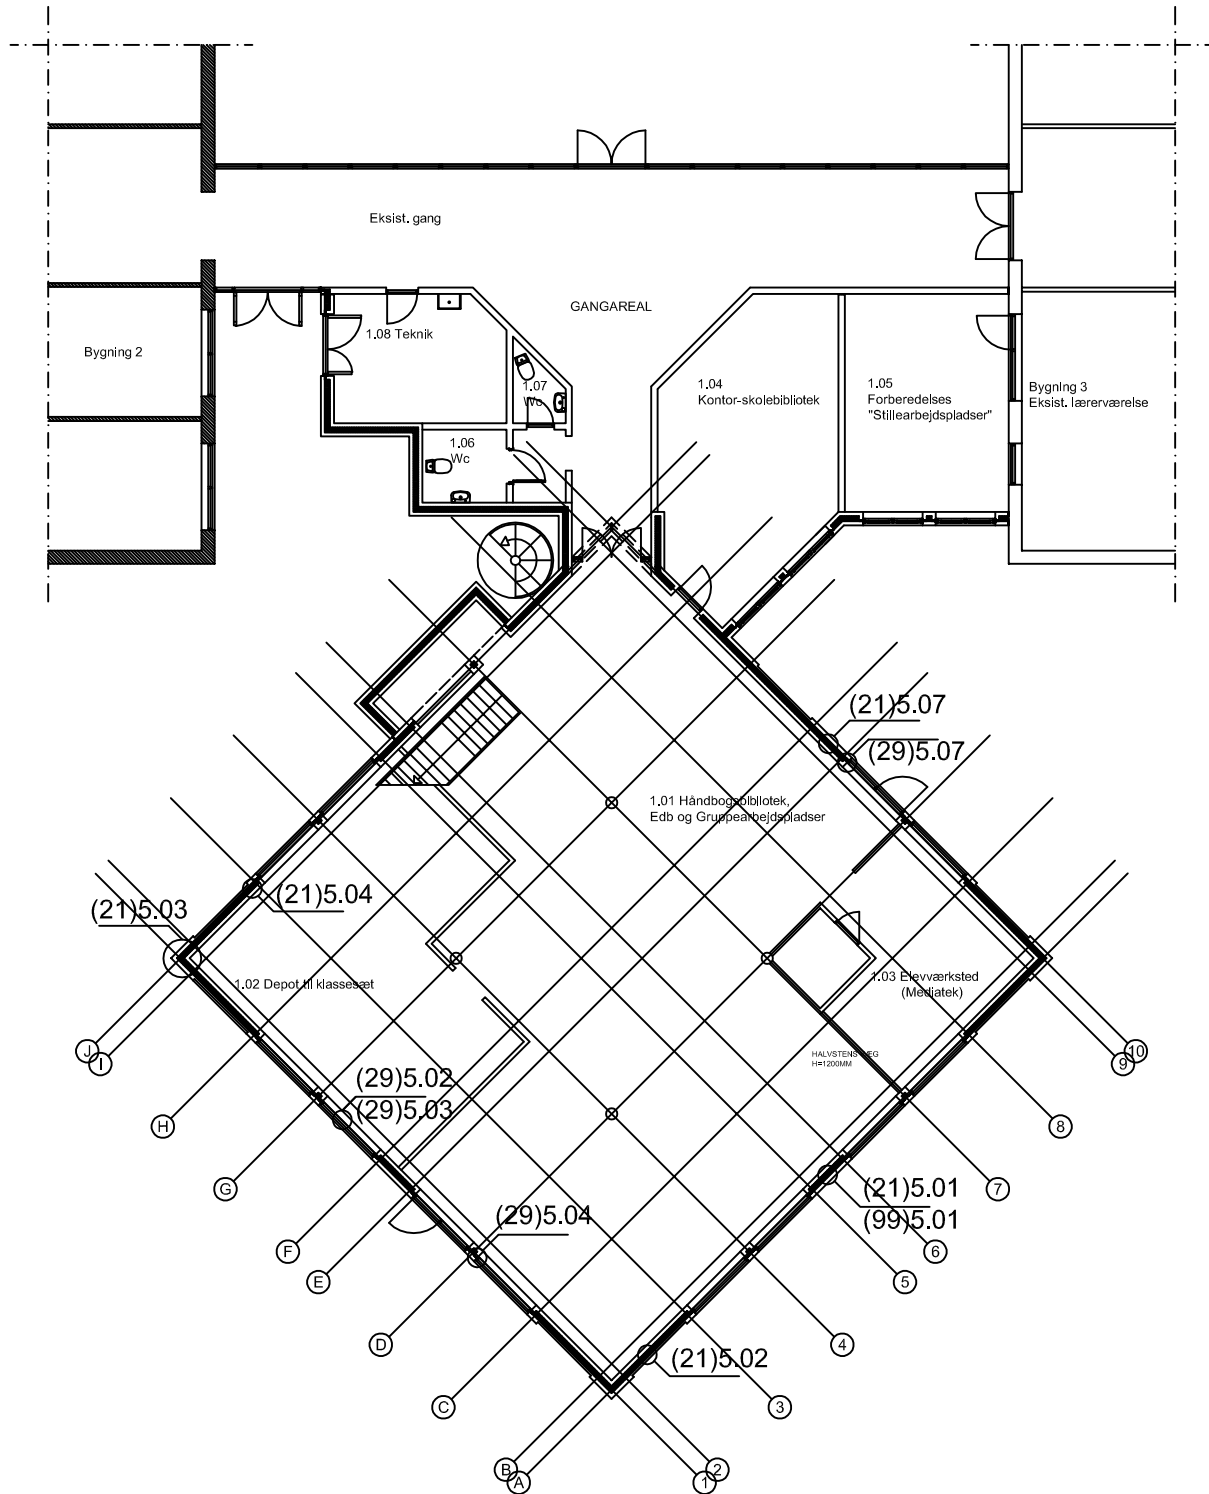 Eksist. gang
GANGAREAL
1.08 Teknik
Bygning 2
1.07
Wc
1.04
Kontor-skolebibliotek
1.05
Forberedelses
"Stillearbejdspladser"
Bygning 3
Eksist. lærerværelse
1.06
Wc
(21)5.07
(29)5.07
1.01 Håndbogsbibliotek,
Edb og Gruppearbejdspladser
(21)5.04
(21)5.03
1.02 Depot til klassesæt
1.03 Elevværksted
(Mediatek)
HALVSTENS VÆG
H=1200MM
J
I
10
9
(29)5.02
(29)5.03
H
8
G
7
(21)5.01
(99)5.01
(29)5.04
F
6
E
5
D
4
(21)5.02
C
3
B
A
2
1